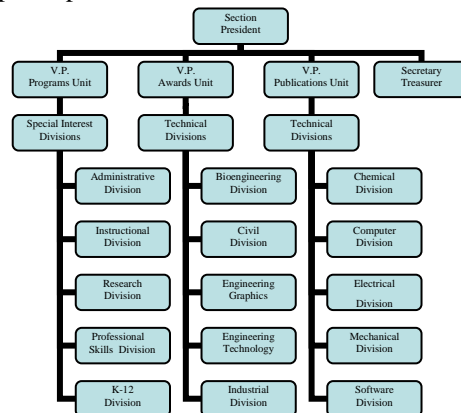 Section
President
V.P.
Programs Unit
V.P.
Awards Unit
V.P.
Publications Unit
Secretary
Treasurer
Special Interest
Divisions
Technical
Divisions
Technical
Divisions
Administrative
Division
Bioengineering
Division
Chemical
Division
Instructional
Division
Civil
Division
Computer
Division
Research
Division
Engineering
Graphics
Electrical
Division
Professional
Skills Division
Engineering
Technology
Mechanical
Division
K-12
Division
Industrial
Division
Software
Division